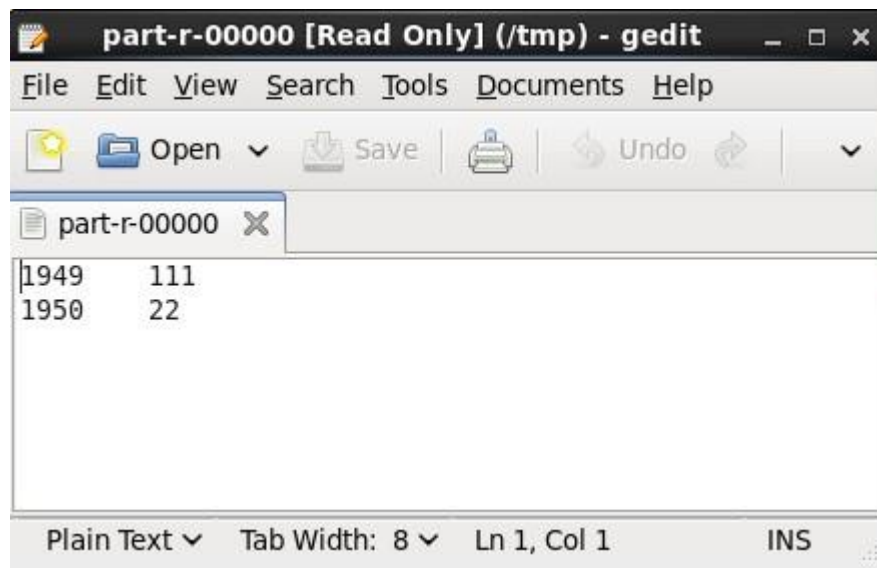 part-r-00000 [Read Only] (/tmp) - gedit
File Edit View Search Tools Documents Help
Open Save Undo
part-r-00000
1949 111
1950 22
Plain Text Tab Width: 8 Ln 1, Col 1 INS